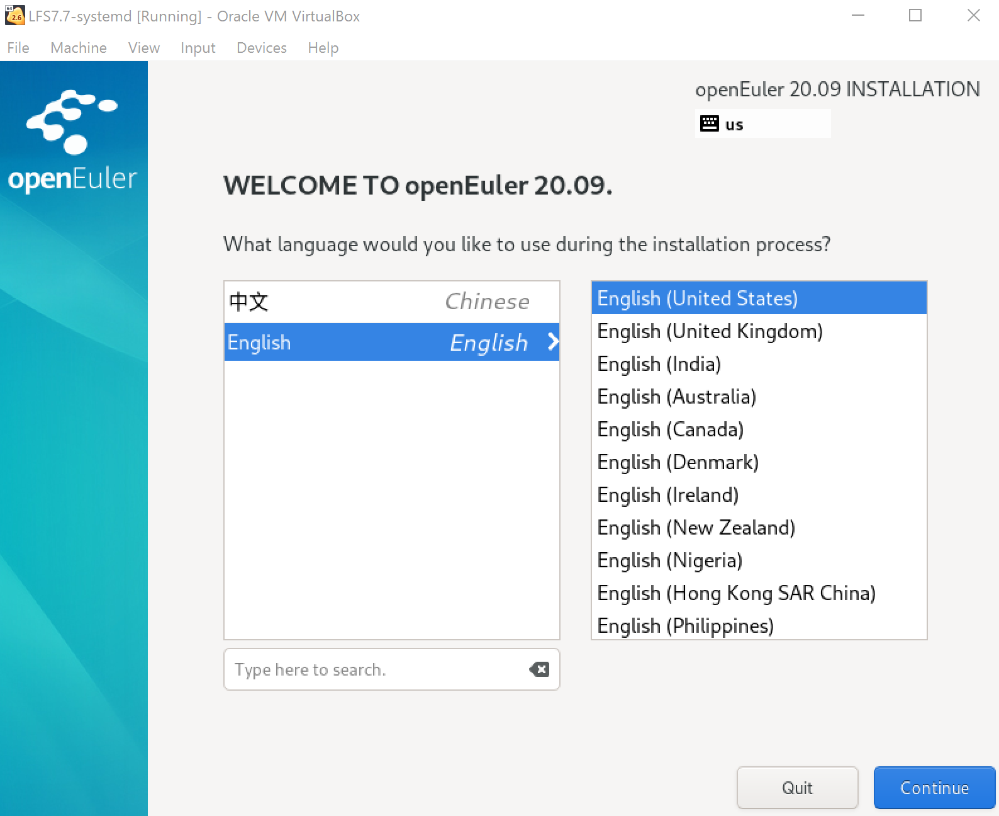 64
2.6
LFS7.7-systemd [Running] - Oracle VM VirtualBox
File Machine View Input Devices Help
openEuler
openEuler 20.09 INSTALLATION
us
WELCOME TO openEuler 20.09.
What language would you like to use during the installation process?
中文 Chinese
English English
English (United States)
English (United Kingdom)
English (India)
English (Australia)
English (Canada)
English (Denmark)
English (Ireland)
English (New Zealand)
English (Nigeria)
English (Hong Kong SAR China)
English (Philippines)
Type here to search.
Quit Continue